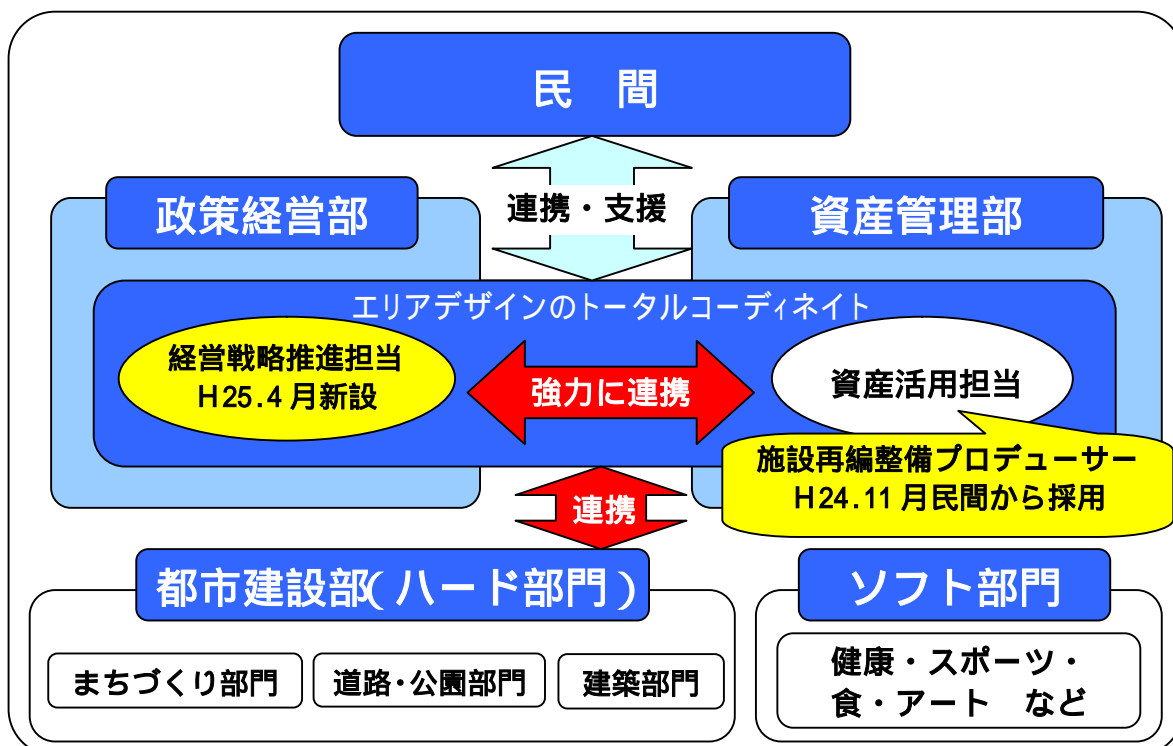 民　間
連携・支援
政策経営部
資産管理部
エリアデザインのトータルコーディネイト
経営戦略推進担当
H25.4月新設
強力に連携
資産活用担当
施設再編整備プロデューサー
H24.11月民間から採用
連携
都市建設部（ハード部門）
まちづくり部門
道路・公園部門
建築部門
ソフト部門
健康・スポーツ・
食・アート　など